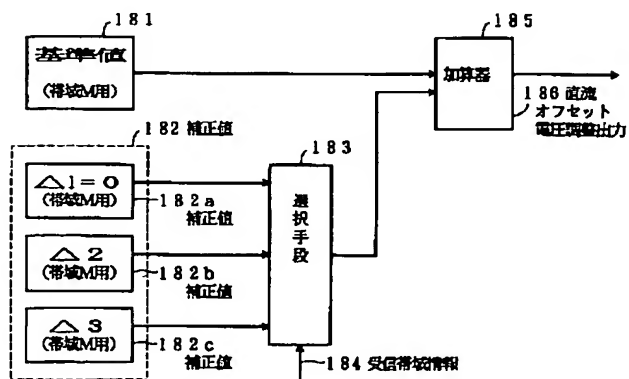 181
基準値
(帯域M用)
185
加算器
186 直流
オフセット
電圧調整出力
182 補正値
183
選択手段
△1=0
(帯域M用)
182a
補正値
△2
(帯域M用)
182b
補正値
△3
(帯域M用)
182c
補正値
184 受信帯域情報